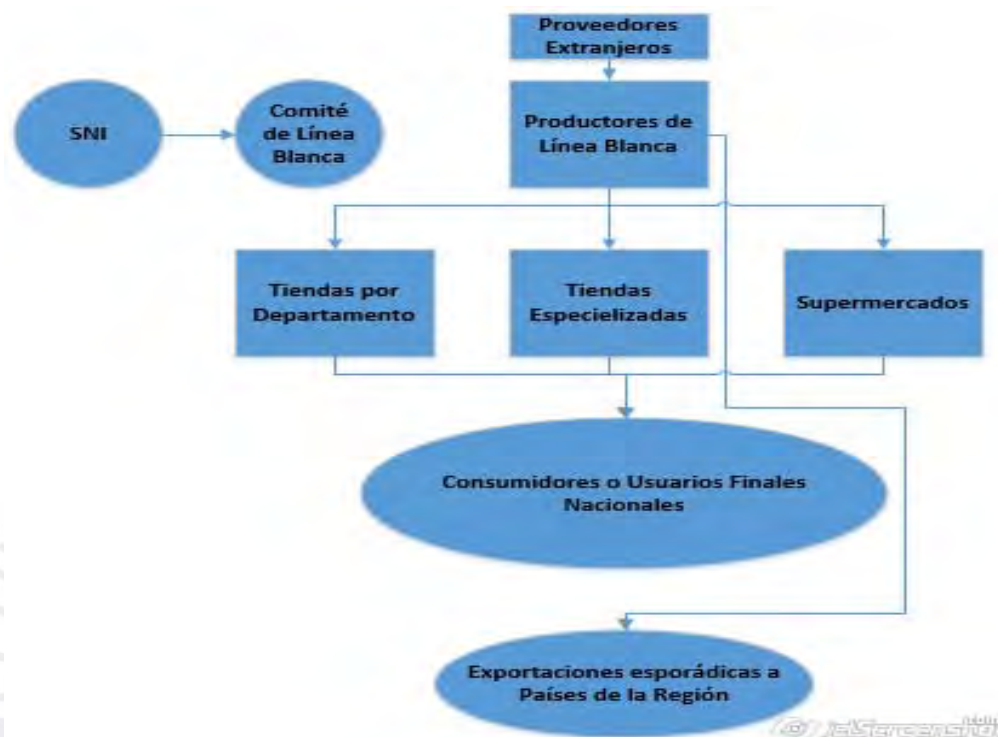 Proveedores
Extranjeros
SNI
Comité
de Línea
Blanca
Productores de
Línea Blanca
Tiendas por
Departamento
Tiendas
Especielizadas
Supermercados
Consumidores o Usuarios Finales
Nacionales
Exportaciones esporádicas a
Países de la Región